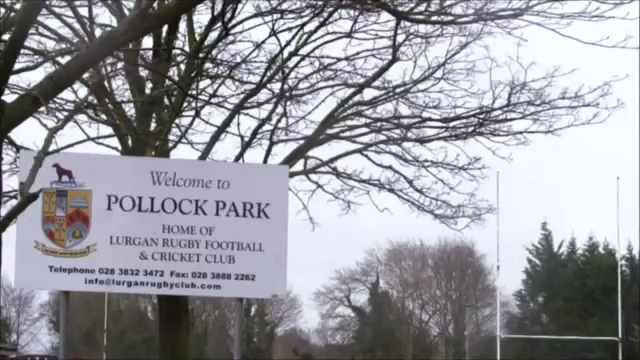 Welcome to
POLLOCK PARK
HOME OF
LURGAN RUGBY FOOTBALL
& CRICKET CLUB
Telephone 028 3832 3472 Fax: 028 3888 2262
info@lurganrugbyclub.com